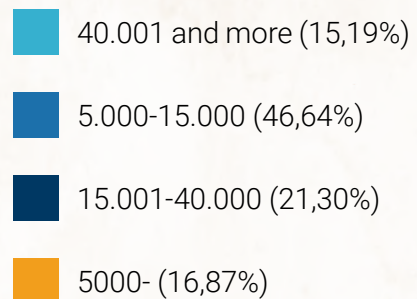 40.001 and more (15,19%)
5.000-15.000 (46,64%)
15.001-40.000 (21,30%)
5000- (16,87%)